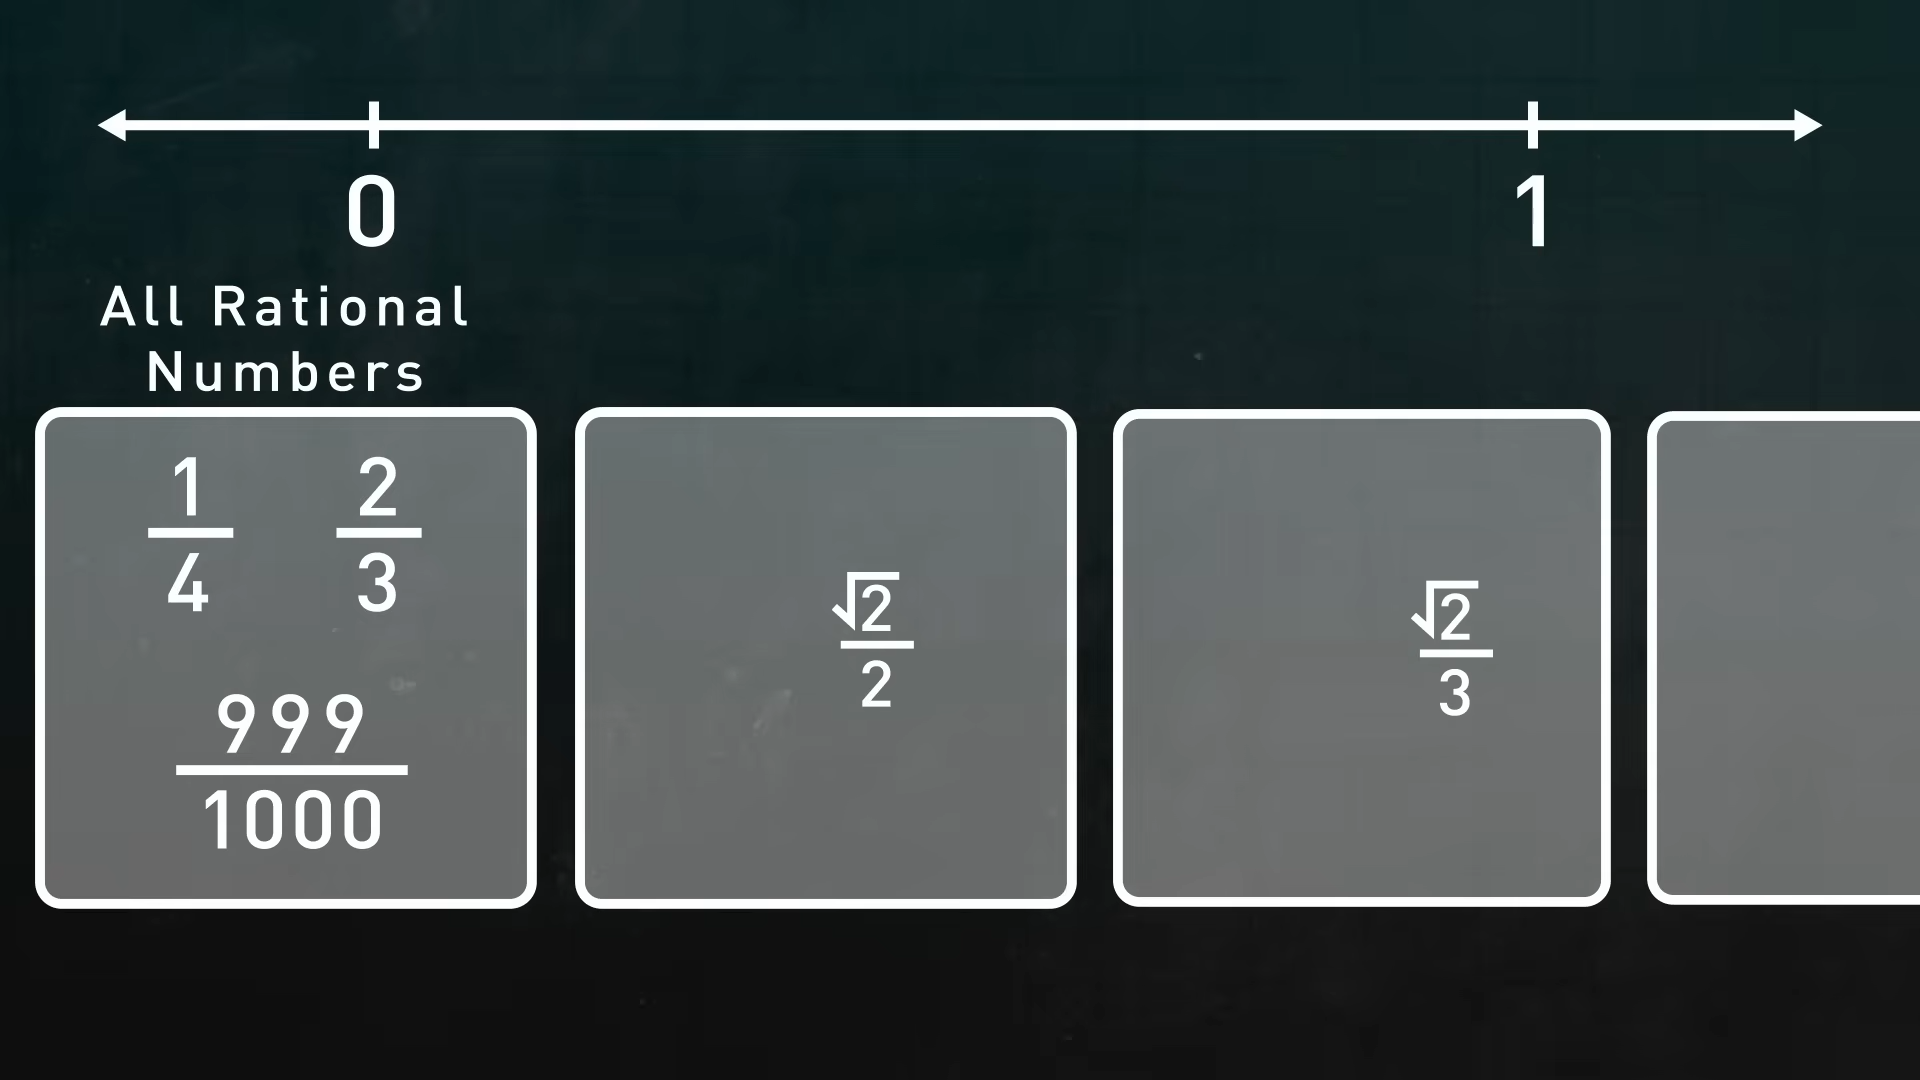 0 1
All Rational
Numbers
1/4 2/3
999/1000
√2/2
√2/3